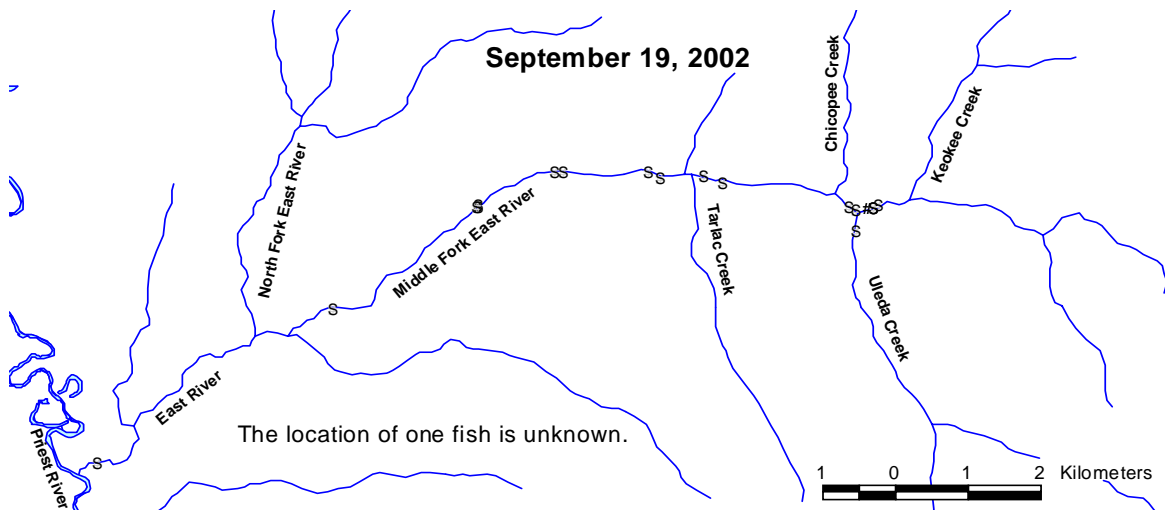 September 19, 2002
Chicopee Creek
Keokee Creek
North Fork East River
Middle Fork East River
Tarlac Creek
Uleda Creek
East River
Priest River
The location of one fish is unknown.
1 0 1 2 Kilometers
S
S
S S
S S
S S
S S # S S
S
S